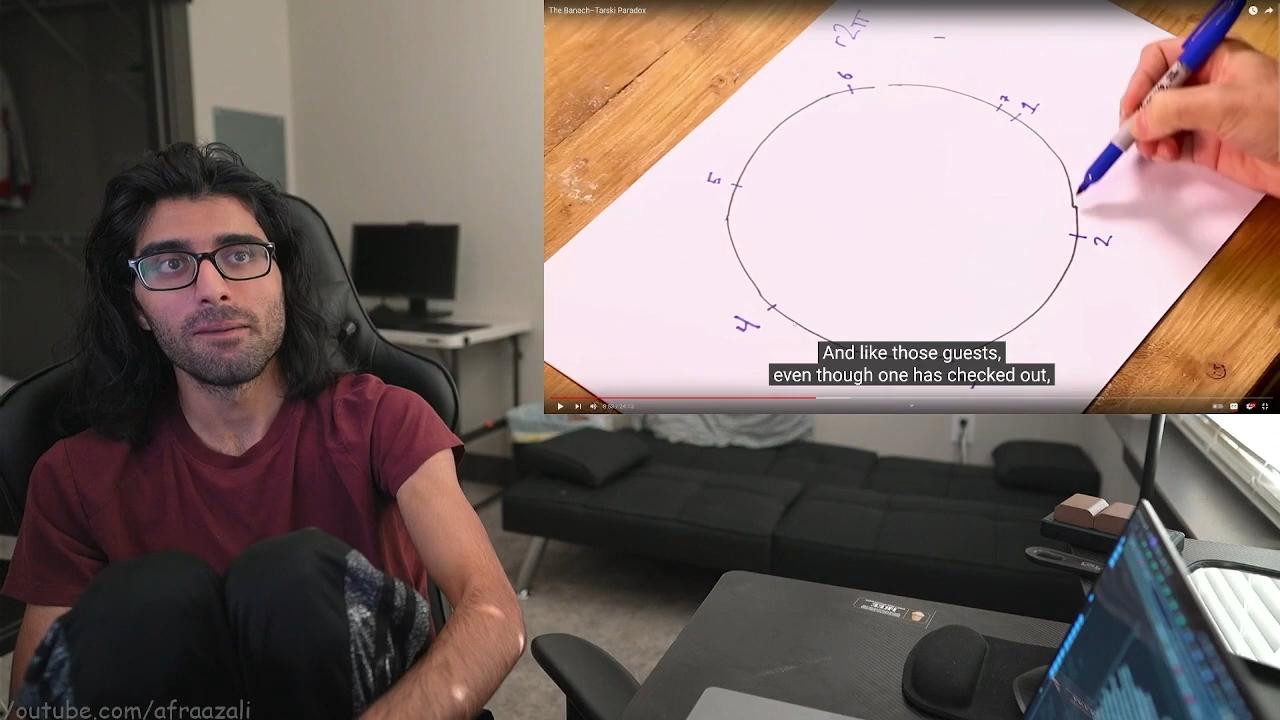 The Banach–Tarski Paradox
r2π
6
7
1
5
2
4
And like those guests,
even though one has checked out,
Youtube.com/afraazali